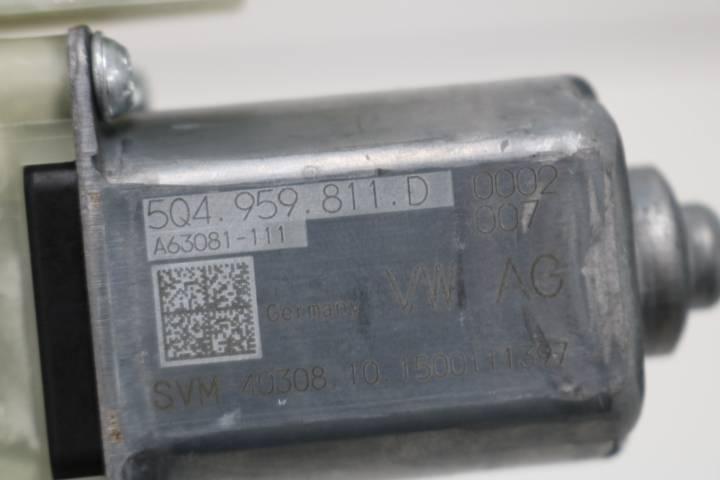 5Q4.959.811.D 0002
A63081-111 007
Germany VW AG
SVM 40308.10 1500111397